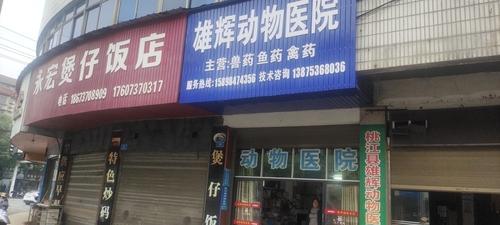 永宏煲仔饭店
电话 18673708909 17607370317
雄辉动物医院
主营:兽药鱼药禽药
服务热线:15898474356 技术咨询 13875368036
特色炒码
煲仔饭
动物医院
桃江县雄辉动物医